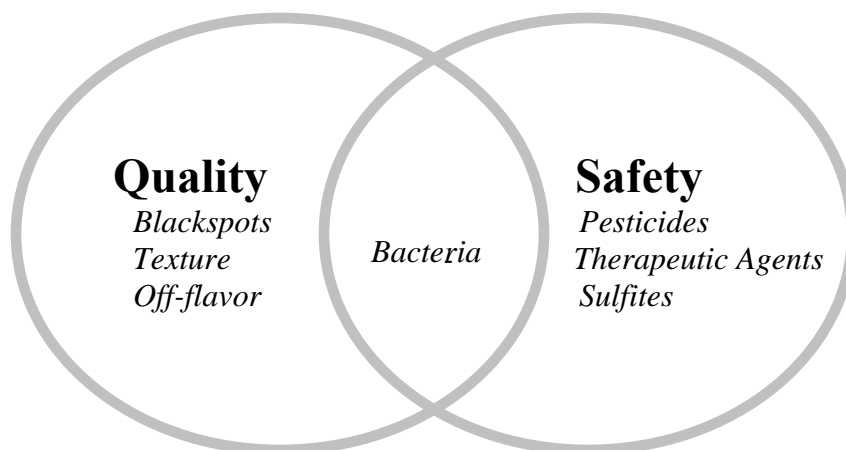 Quality
Blackspots
Texture
Off-flavor
Bacteria
Safety
Pesticides
Therapeutic Agents
Sulfites